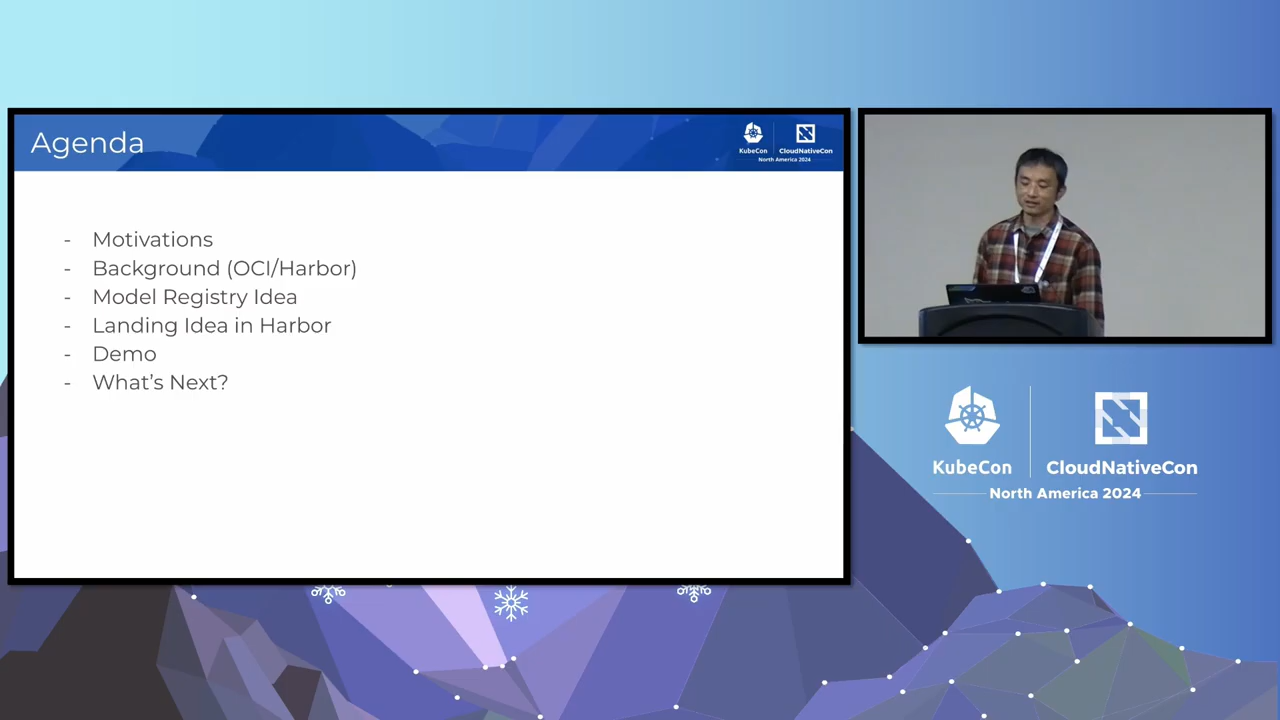 Agenda
KubeCon
CloudNativeCon
North America 2024
- Motivations
- Background (OCI/Harbor)
- Model Registry Idea
- Landing Idea in Harbor
- Demo
- What's Next?
KubeCon
CloudNativeCon
North America 2024